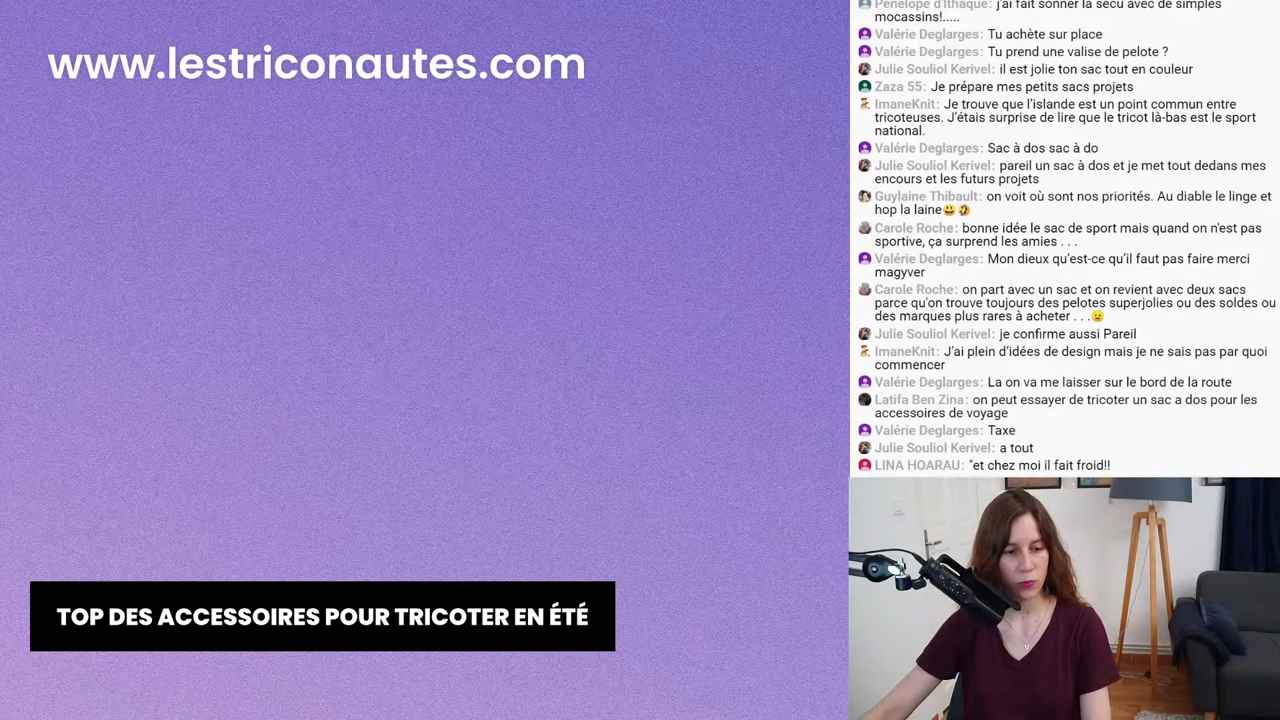 www.lestriconautes.com
TOP DES ACCESSOIRES POUR TRICOTER EN ÉTÉ
Pénélope d'Ithaque: j'ai fait sonner la sécu avec de simples
mocassins!.....
Valérie Deglarges: Tu achète sur place
Valérie Deglarges: Tu prend une valise de pelote ?
Julie Souliol Kerivel: il est jolie ton sac tout en couleur
Zaza 55: Je prépare mes petits sacs projets
ImaneKnit: Je trouve que l'islande est un point commun entre
tricoteuses. J'étais surprise de lire que le tricot là-bas est le sport
national.
Valérie Deglarges: Sac à dos sac à do
Julie Souliol Kerivel: pareil un sac à dos et je met tout dedans mes
encours et les futurs projets
Guylaine Thibault: on voit où sont nos priorités. Au diable le linge et
hop la laine😃🤣
Carole Roche: bonne idée le sac de sport mais quand on n'est pas
sportive, ça surprend les amies . . .
Valérie Deglarges: Mon dieux qu'est-ce qu'il faut pas faire merci
magyver
Carole Roche: on part avec un sac et on revient avec deux sacs
parce qu'on trouve toujours des pelotes superjolies ou des soldes ou
des marques plus rares à acheter . . .😉
Julie Souliol Kerivel: je confirme aussi Pareil
ImaneKnit: J'ai plein d'idées de design mais je ne sais pas par quoi
commencer
Valérie Deglarges: La on va me laisser sur le bord de la route
Latifa Ben Zina: on peut essayer de tricoter un sac a dos pour les
accessoires de voyage
Valérie Deglarges: Taxe
Julie Souliol Kerivel: a tout
LINA HOARAU: "et chez moi il fait froid!!